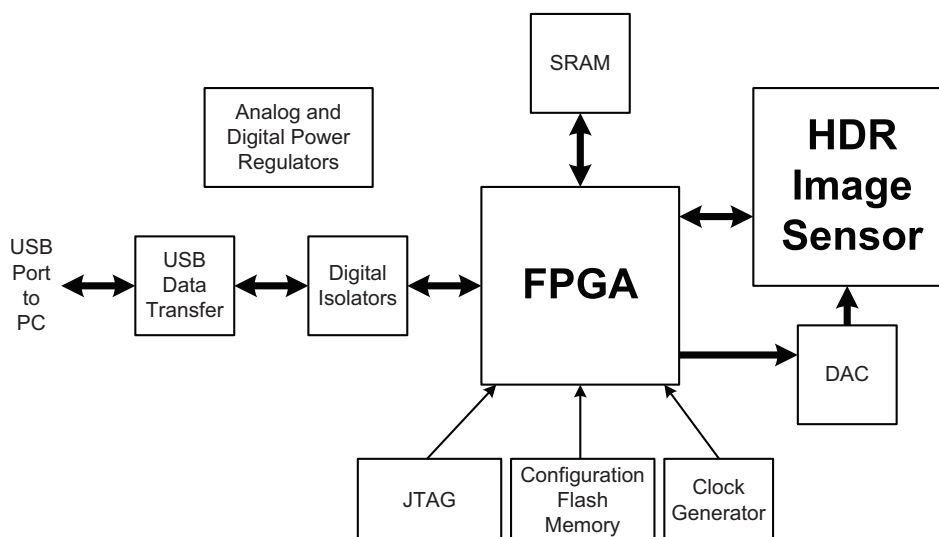 SRAM
Analog and
Digital Power
Regulators
HDR
Image
Sensor
USB
Port
to
PC
USB
Data
Transfer
Digital
Isolators
FPGA
DAC
JTAG
Configuration
Flash
Memory
Clock
Generator